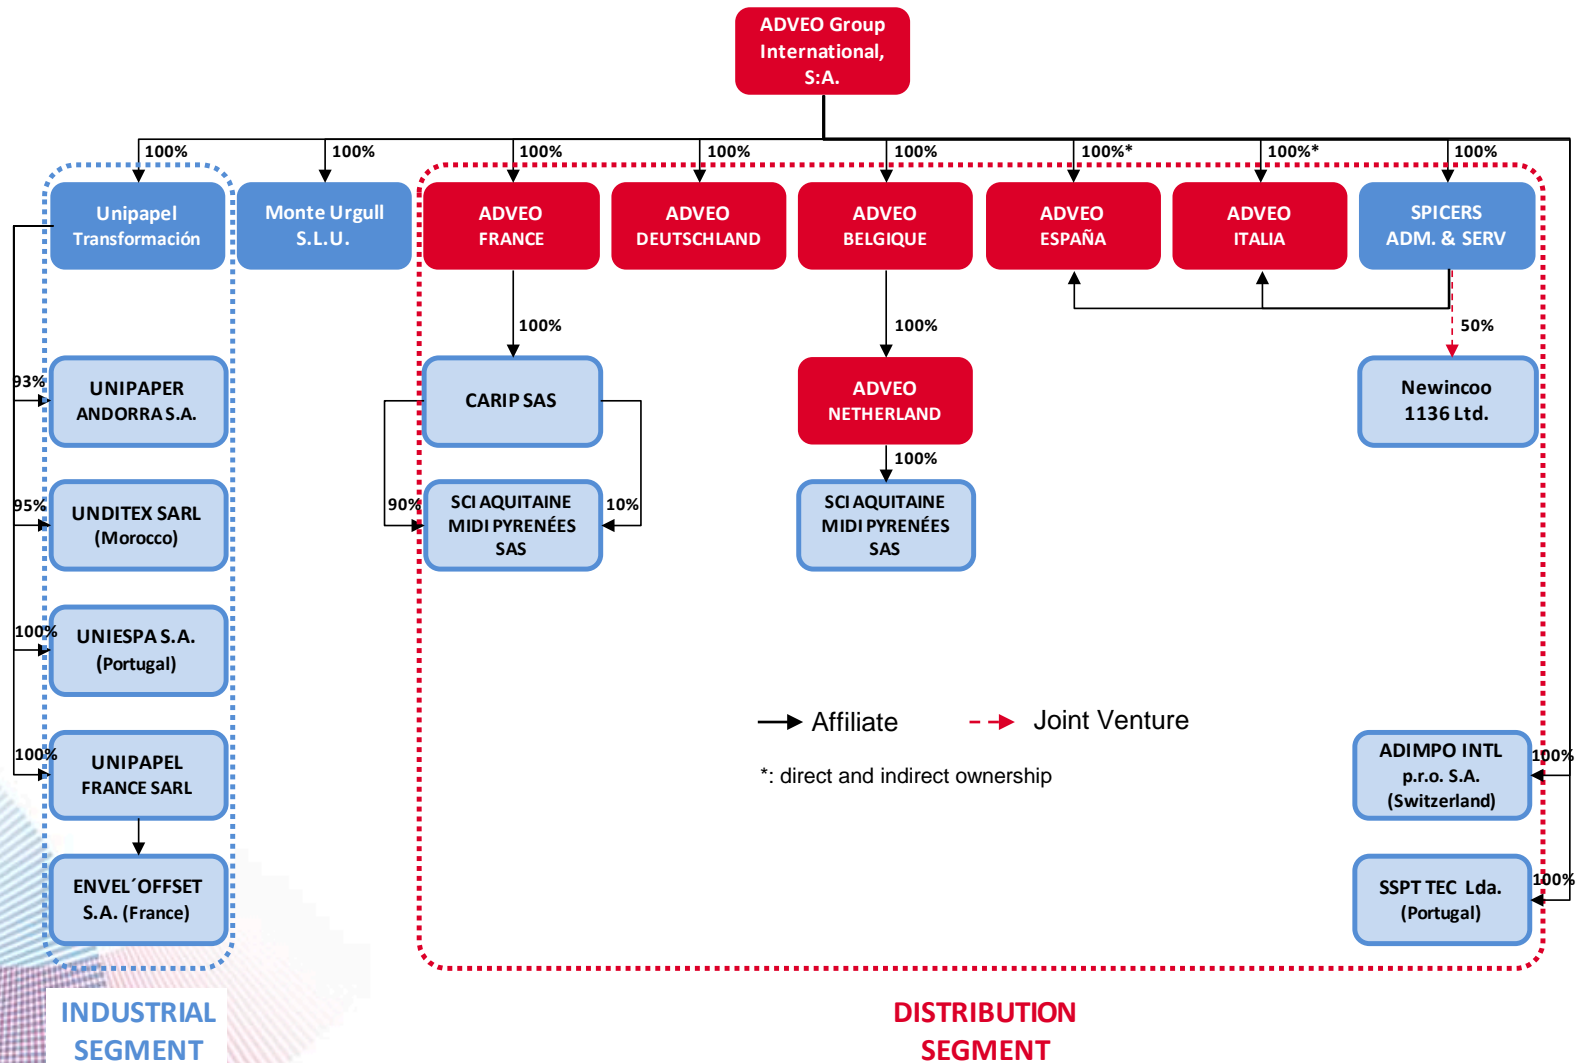 ADVEO Group
International,
S:A.
100%
100%
100%
100%
100%
100%*
100%*
100%
Unipapel
Transformación
Monte Urgull
S.L.U.
ADVEO
FRANCE
ADVEO
DEUTSCHLAND
ADVEO
BELGIQUE
ADVEO
ESPAÑA
ADVEO
ITALIA
SPICERS
ADM. & SERV
100%
100%
50%
93%
UNIPAPER
ANDORRA S.A.
CARIP SAS
ADVEO
NETHERLAND
Newincoo
1136 Ltd.
100%
95%
UNDITEX SARL
(Morocco)
90%
SCI AQUITAINE
MIDI PYRENÉES
SAS
10%
SCI AQUITAINE
MIDI PYRENÉES
SAS
100%
UNIESPA S.A.
(Portugal)
Affiliate
Joint Venture
*: direct and indirect ownership
100%
UNIPAPEL
FRANCE SARL
ADIMPO INTL
p.r.o. S.A.
(Switzerland)
100%
ENVEL´OFFSET
S.A. (France)
SSPT TEC Lda.
(Portugal)
100%
INDUSTRIAL
SEGMENT
DISTRIBUTION
SEGMENT